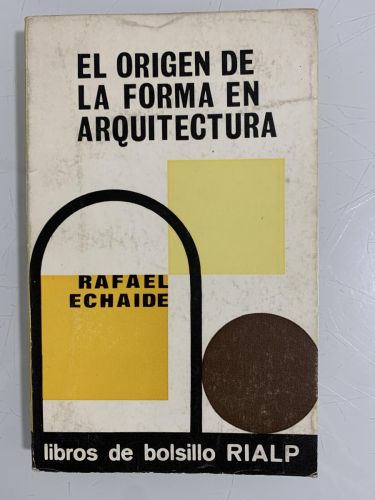 EL ORIGEN DE
LA FORMA EN
ARQUITECTURA
RAFAEL
ECHAIDE
libros de bolsillo RIALP